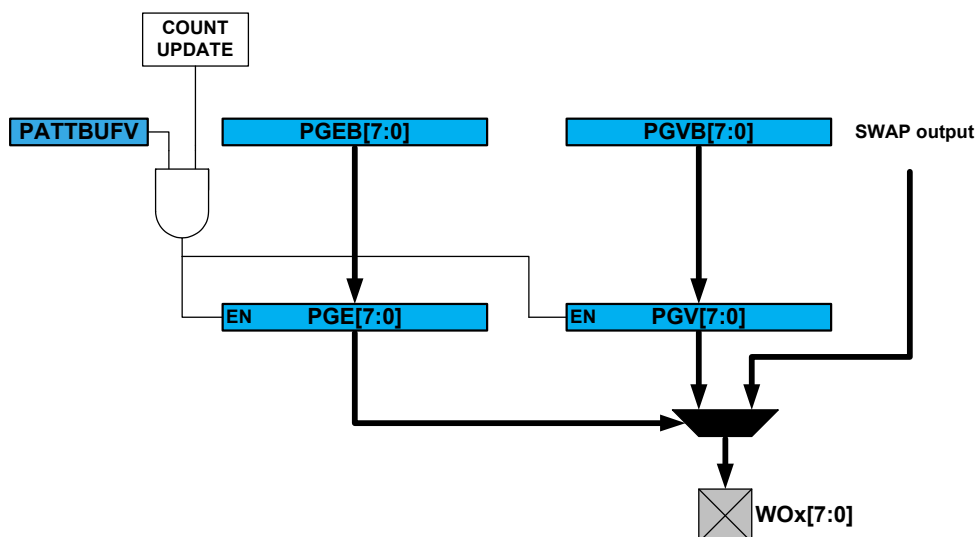 COUNT
UPDATE
PATTBUFV
PGEB[7:0]
PGVB[7:0]
SWAP output
EN
PGE[7:0]
EN
PGV[7:0]
WOx[7:0]